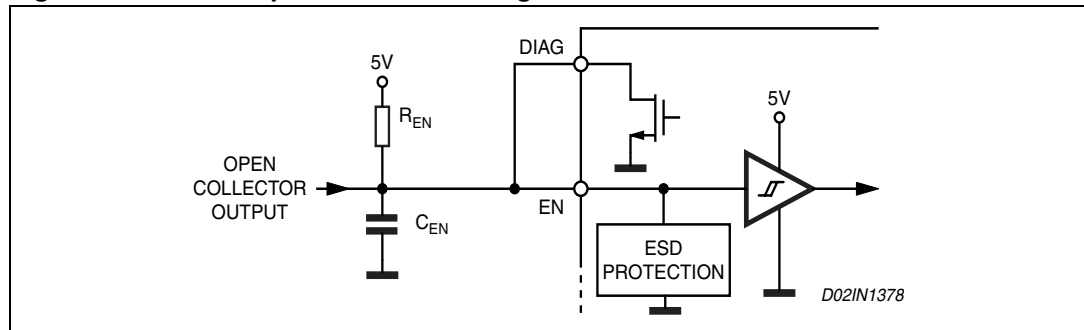 DIAG
5V
R_EN
5V
OPEN
COLLECTOR
OUTPUT
EN
C_EN
ESD
PROTECTION
D02IN1378